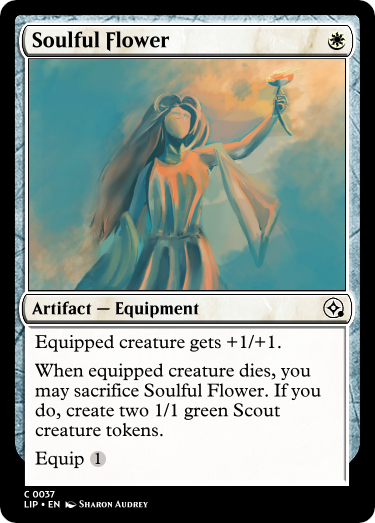 Soulful Flower
Artifact — Equipment
Equipped creature gets +1/+1.
When equipped creature dies, you
may sacrifice Soulful Flower. If you
do, create two 1/1 green Scout
creature tokens.
Equip 1
C 0037
LIP • EN Sharon Audrey